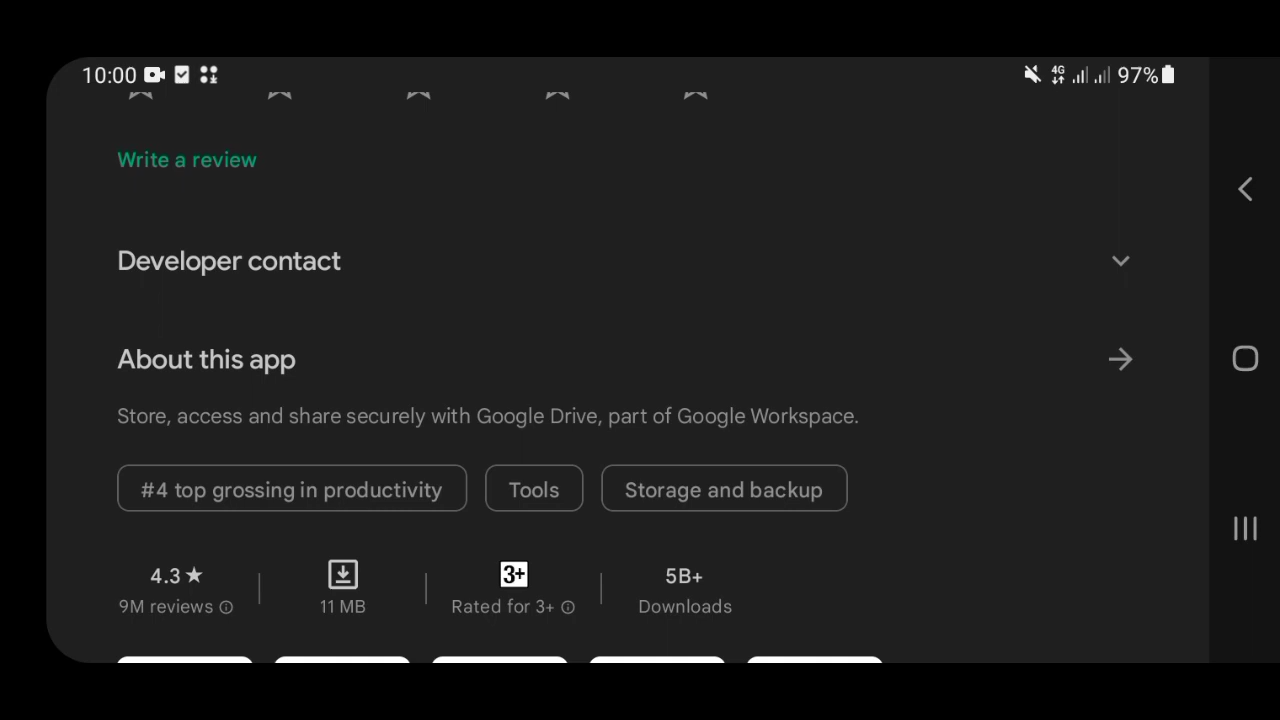 10:00 4G 97%
Write a review
Developer contact
About this app
Store, access and share securely with Google Drive, part of Google Workspace.
#4 top grossing in productivity Tools Storage and backup
4.3★ 3+ 5B+
9M reviews 11 MB Rated for 3+ Downloads